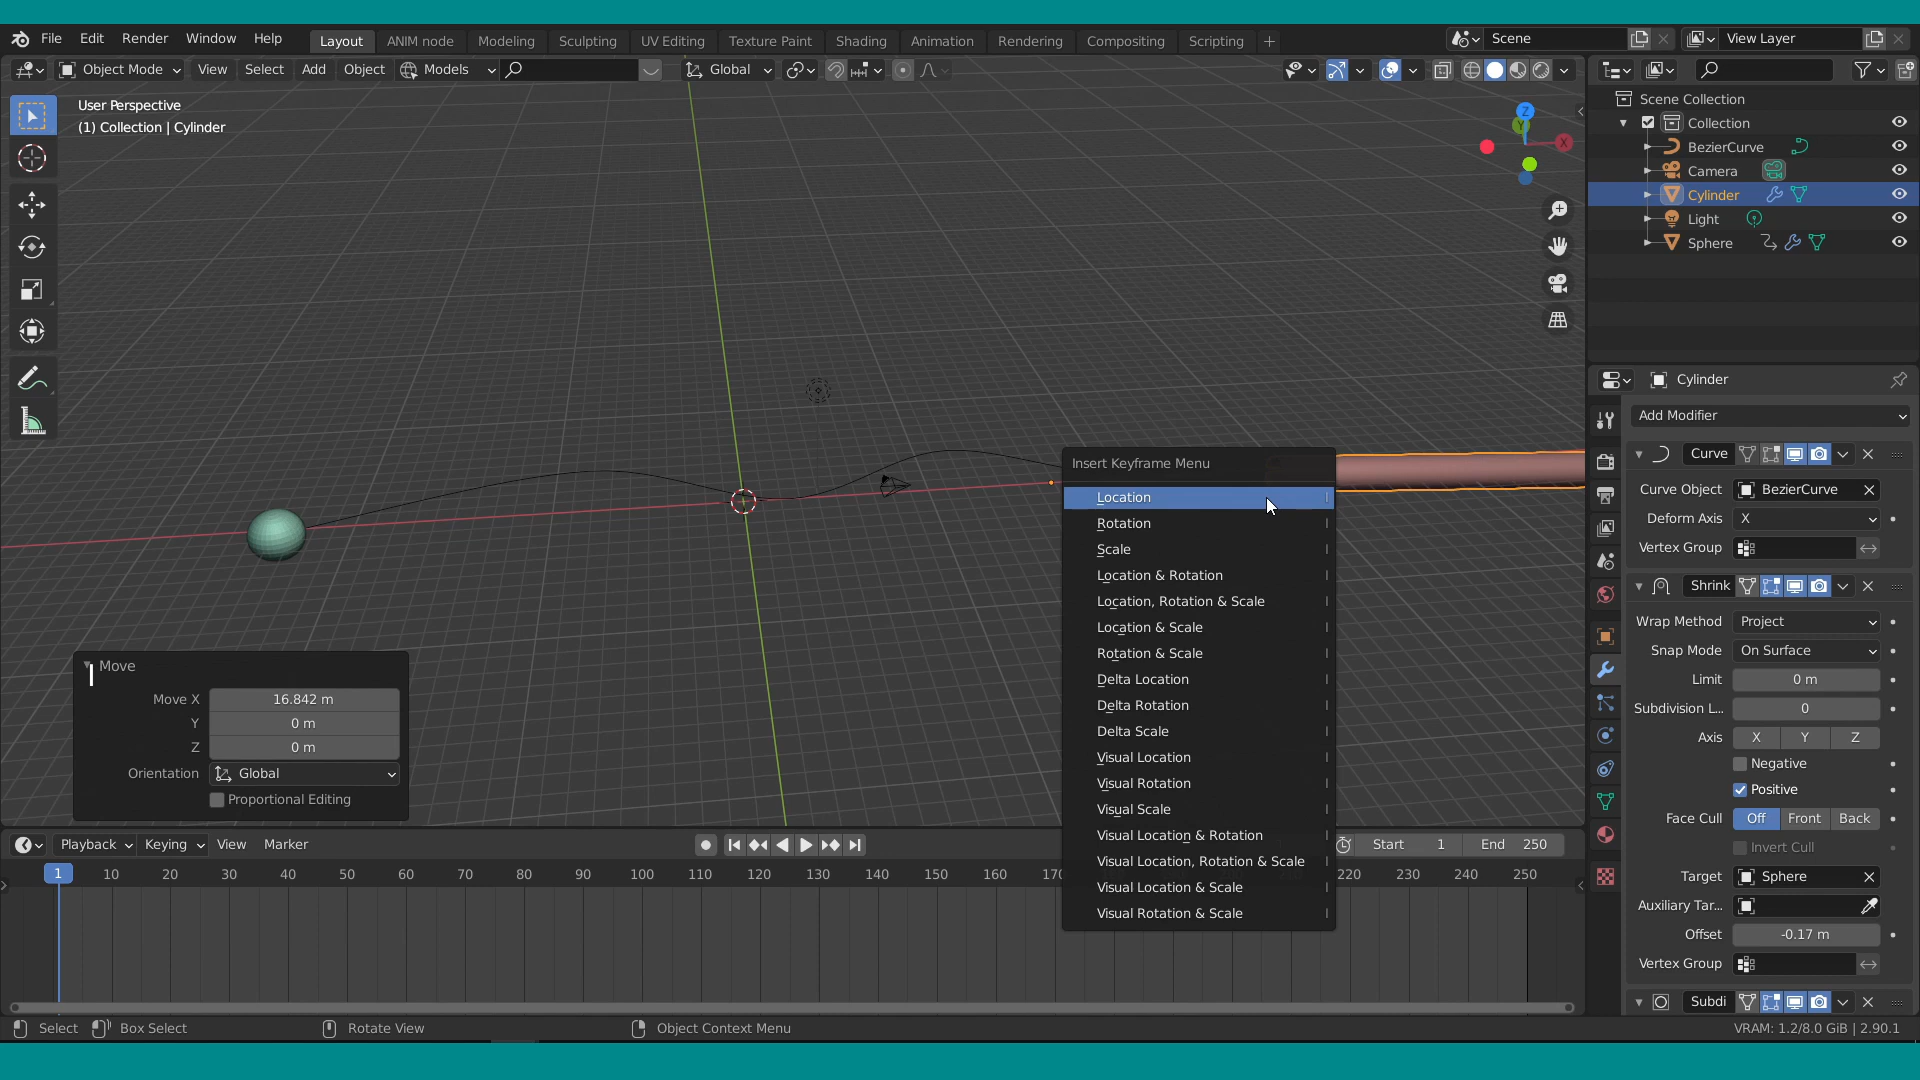 File Edit Render Window Help
Layout ANIM node Modeling Sculpting UV Editing Texture Paint Shading Animation Rendering Compositing Scripting +
Scene
View Layer
Object Mode View Select Add Object Models Global
User Perspective
(1) Collection | Cylinder
Z
Y
X
Scene Collection
Collection
BezierCurve
Camera
Cylinder
Light
Sphere
Cylinder
Add Modifier
Curve
Curve Object BezierCurve
Deform Axis X
Vertex Group
Shrink
Wrap Method Project
Snap Mode On Surface
Limit 0 m
Subdivision L... 0
Axis X Y Z
Negative
Positive
Face Cull Off Front Back
Invert Cull
Target Sphere
Auxiliary Tar...
Offset -0.17 m
Vertex Group
Subdi
Insert Keyframe Menu
Location I
Rotation I
Scale I
Location & Rotation I
Location, Rotation & Scale I
Location & Scale I
Rotation & Scale I
Delta Location I
Delta Rotation I
Delta Scale I
Visual Location I
Visual Rotation I
Visual Scale I
Visual Location & Rotation I
Visual Location, Rotation & Scale I
Visual Location & Scale I
Visual Rotation & Scale I
Move
Move X 16.842 m
Y 0 m
Z 0 m
Orientation Global
Proportional Editing
Playback Keying View Marker
Start 1 End 250
1 10 20 30 40 50 60 70 80 90 100 110 120 130 140 150 160 170 220 230 240 250
Select Box Select Rotate View Object Context Menu
VRAM: 1.2/8.0 GiB | 2.90.1